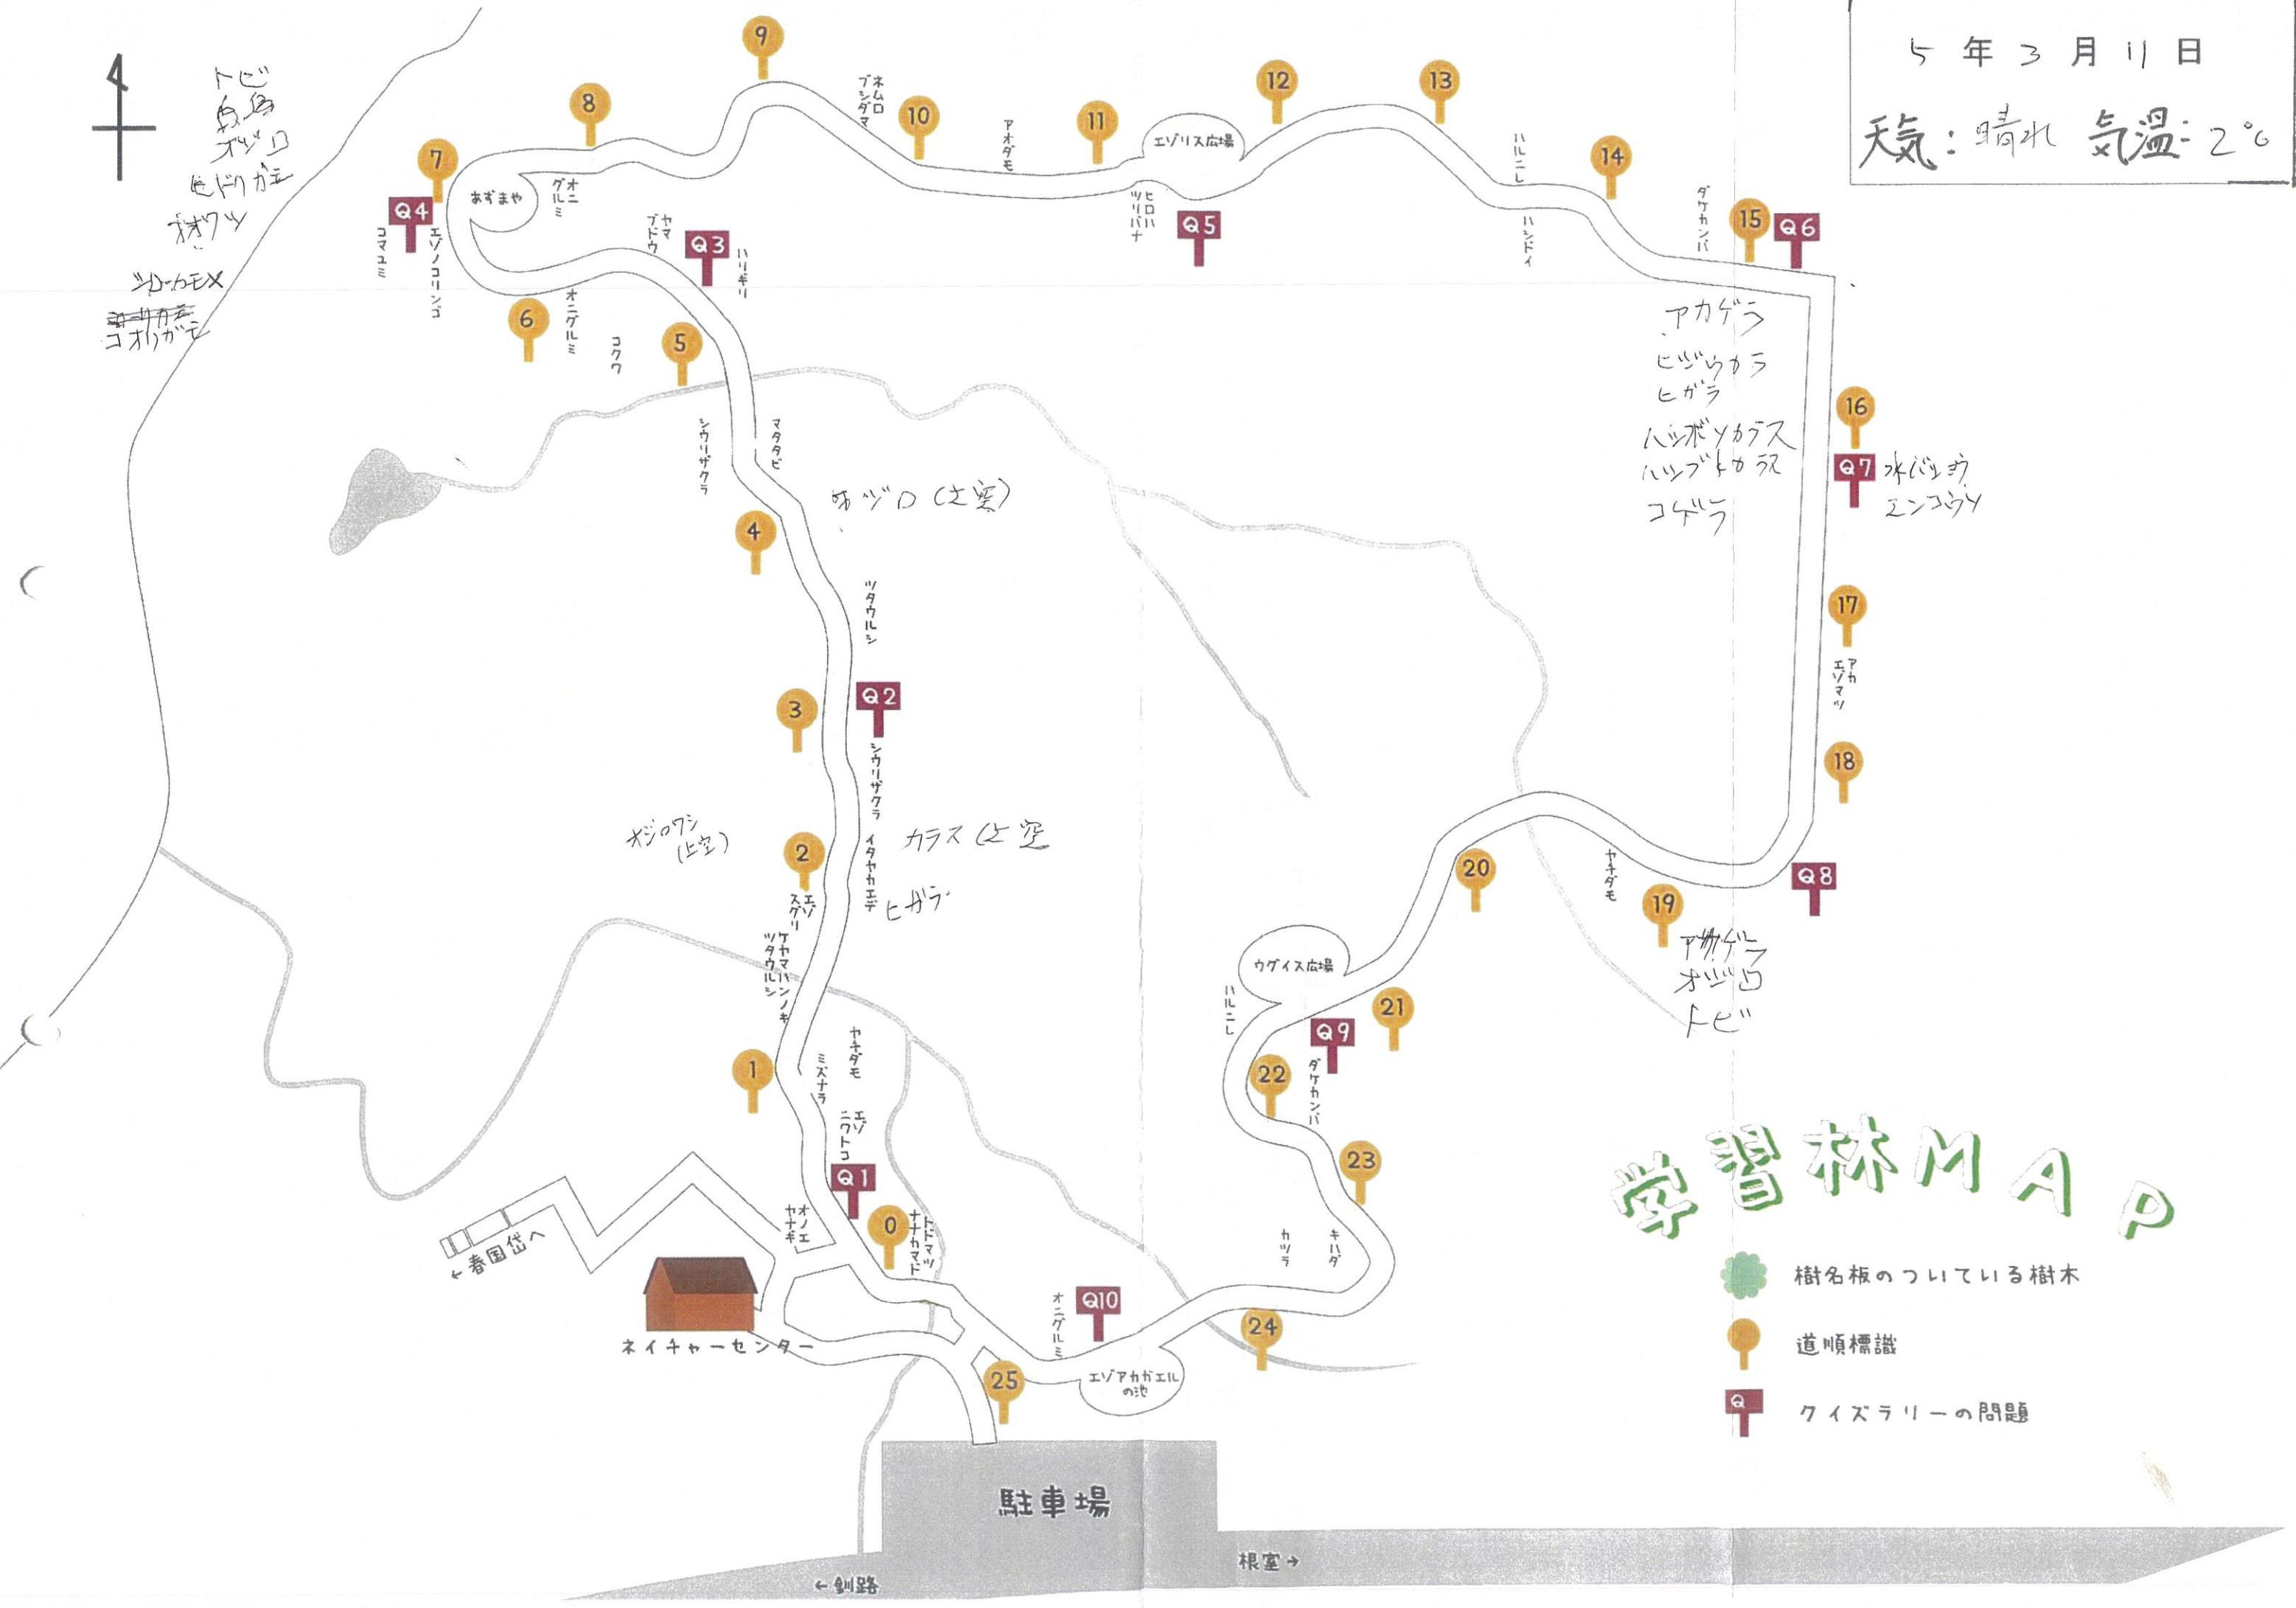 5年3月11日
天気：晴れ 気温：2℃
トビ
オジロ
ヒドリガモ
オオワシ
シノリカモメ
コオリガモ
9
8
7
10
11
12
13
14
15
16
17
18
19
20
21
22
23
24
25
0
1
2
3
4
5
6
Q1
Q2
Q3
Q4
Q5
Q6
Q7
Q8
Q9
Q10
ネムロ
ブシダマ
アオダモ
エゾリス広場
ヒロハ
ツリバナ
ハルニレ
ハシドイ
ダケカンバ
あずまや
オニ
グルミ
コマユミ
エゾノコリンゴ
ヤマ
ブドウ
ハリギリ
オニグルミ
コクワ
シウリザクラ
マタタビ
オジロ（上空）
アカゲラ
ヒガラ
ハシボソカラス
ハシブトカラス
コゲラ
水バショウ
エンコウソ
ツタウルシ
シウリザクラ
イタヤカエデ
オジロワシ
（上空）
カラス（上空
ヒガラ
エゾ
スグリ
ケヤマハンノキ
ツタウルシ
アカ
エゾマツ
ヤチダモ
アカゲラ
オジロ
トビ
ウグイス広場
ハルニレ
ダケカンバ
ヤチダモ
ミズナラ
エゾ
ニワトコ
オノエ
ヤナギ
トドマツ
ナナカマド
カツラ
キハダ
オニグルミ
エゾアカガエル
の池
←春国岱へ
ネイチャーセンター
学習林MAP
樹名板のついている樹木
道順標識
Q
クイズラリーの問題
駐車場
根室→
←釧路